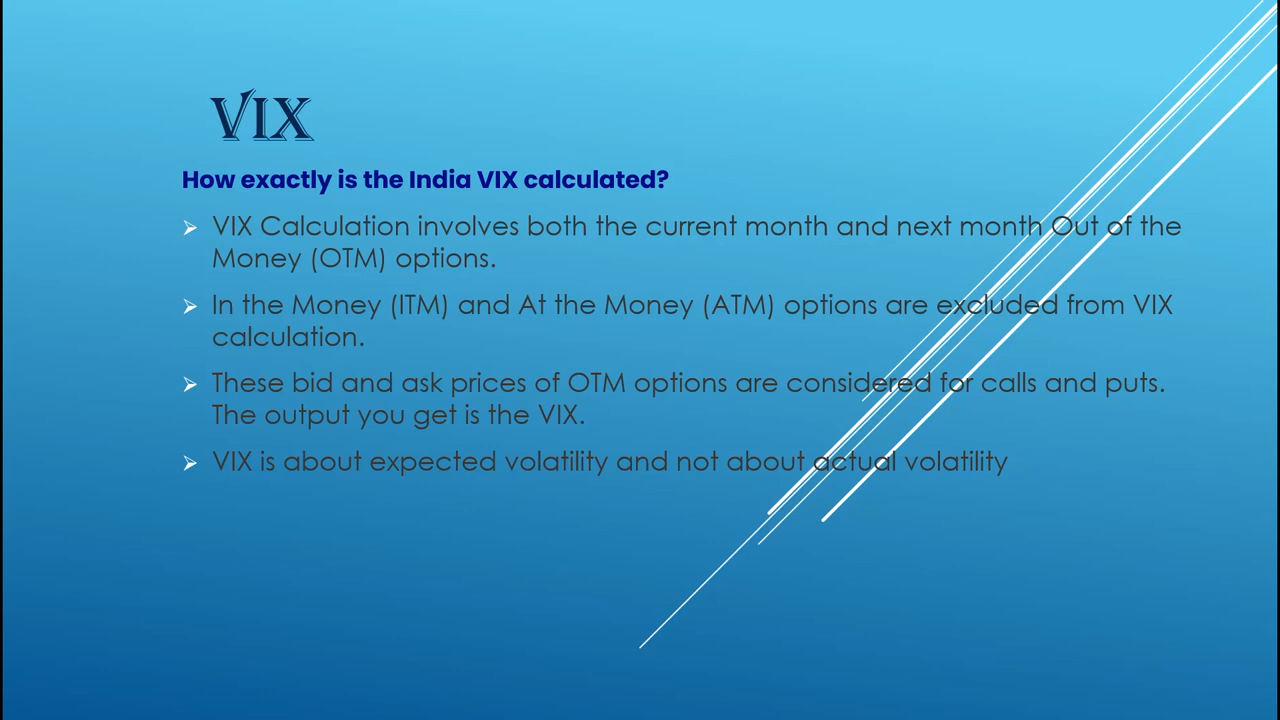 VIX
How exactly is the India VIX calculated?
VIX Calculation involves both the current month and next month Out of the
Money (OTM) options.
In the Money (ITM) and At the Money (ATM) options are excluded from VIX
calculation.
These bid and ask prices of OTM options are considered for calls and puts.
The output you get is the VIX.
VIX is about expected volatility and not about actual volatility